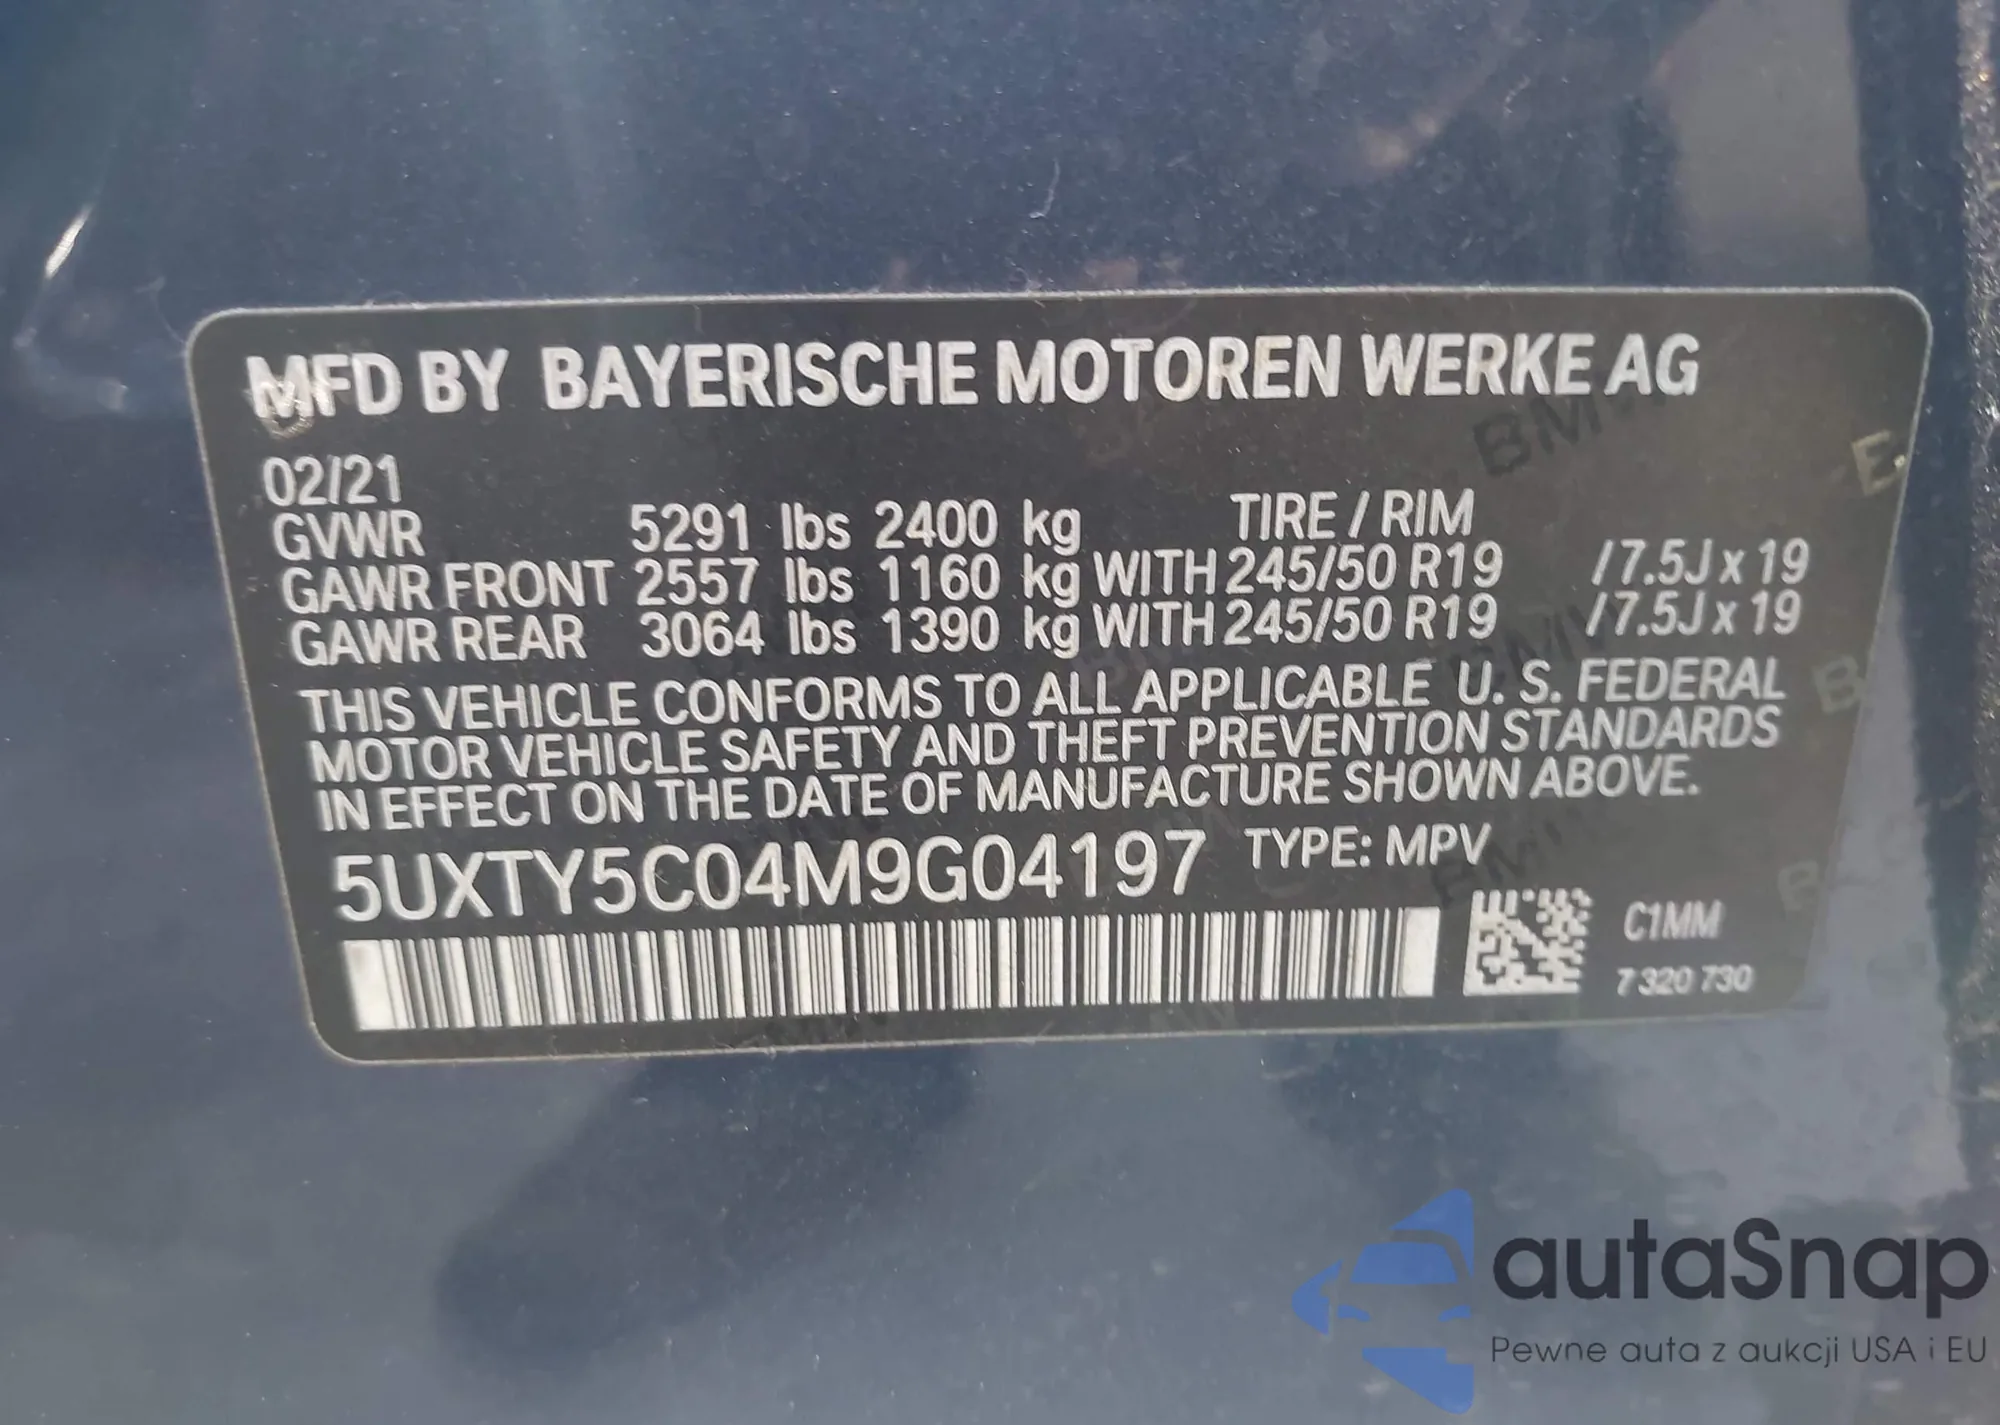 MFD BY BAYERISCHE MOTOREN WERKE AG
02/21
GVWR 5291 lbs 2400 kg TIRE / RIM
GAWR FRONT 2557 lbs 1160 kg WITH 245/50 R19 / 7.5J x 19
GAWR REAR 3064 lbs 1390 kg WITH 245/50 R19 / 7.5J x 19
THIS VEHICLE CONFORMS TO ALL APPLICABLE U. S. FEDERAL
MOTOR VEHICLE SAFETY AND THEFT PREVENTION STANDARDS
IN EFFECT ON THE DATE OF MANUFACTURE SHOWN ABOVE.
5UXTY5C04M9G04197 TYPE: MPV
C1MM
7 320 730
autaSnap
Pewne auta z aukcji USA i EU